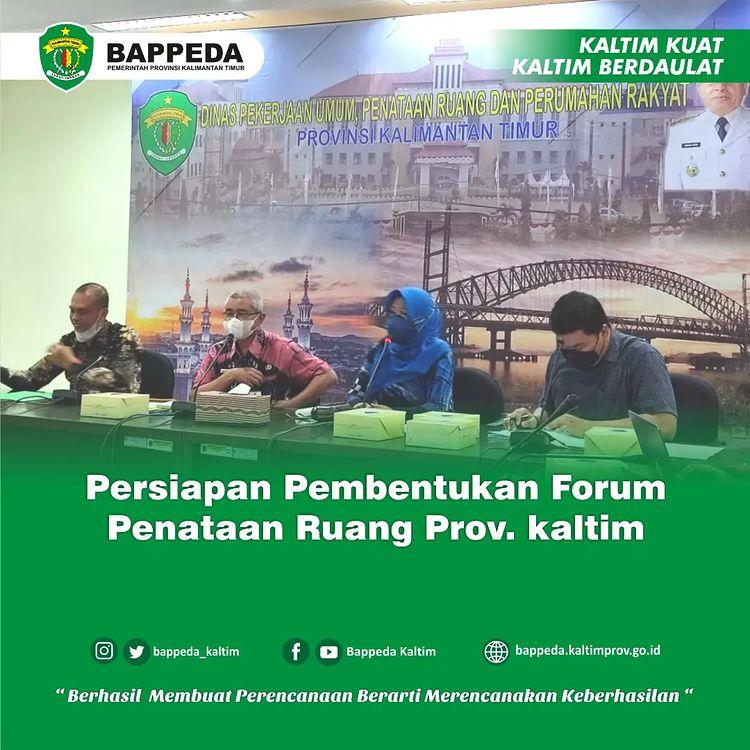 BAPPEDA
PEMERINTAH PROVINSI KALIMANTAN TIMUR
KALTIM KUAT
KALTIM BERDAULAT
DINAS PEKERJAAN UMUM, PENATAAN RUANG DAN PERUMAHAN RAKYAT
PROVINSI KALIMANTAN TIMUR
Persiapan Pembentukan Forum
Penataan Ruang Prov. kaltim
bappeda_kaltim
Bappeda Kaltim
bappeda.kaltimprov.go.id
“ Berhasil Membuat Perencanaan Berarti Merencanakan Keberhasilan “